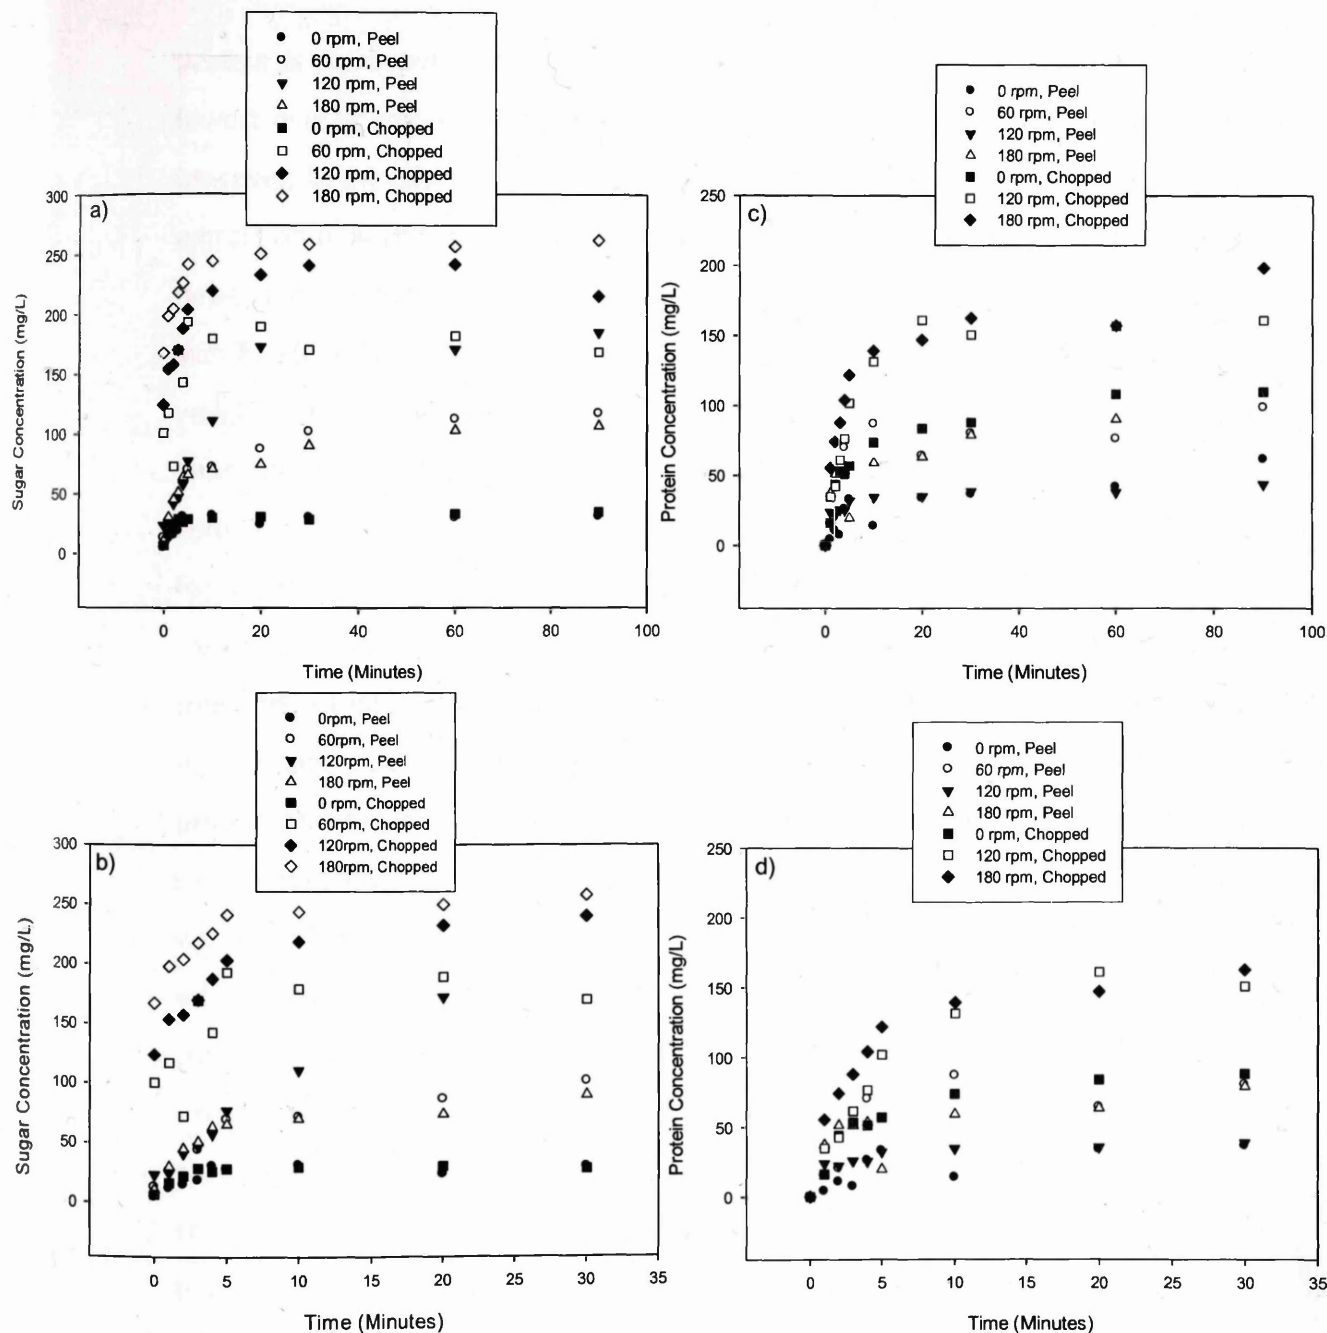 0 rpm, Peel
60 rpm, Peel
120 rpm, Peel
180 rpm, Peel
0 rpm, Chopped
60 rpm, Chopped
120 rpm, Chopped
180 rpm, Chopped
a)
300
250
200
150
100
50
0
Sugar Concentration (mg/L)
0 20 40 60 80 100
Time (Minutes)
0 rpm, Peel
60 rpm, Peel
120 rpm, Peel
180 rpm, Peel
0 rpm, Chopped
120 rpm, Chopped
180 rpm, Chopped
c)
250
200
150
100
50
0
Protein Concentration (mg/L)
0 20 40 60 80 100
Time (Minutes)
0rpm, Peel
60rpm, Peel
120rpm, Peel
180 rpm, Peel
0 rpm, Chopped
60rpm, Chopped
120rpm, Chopped
180rpm, Chopped
b)
300
250
200
150
100
50
0
Sugar Concentration (mg/L)
0 5 10 15 20 25 30 35
Time (Minutes)
0 rpm, Peel
60 rpm, Peel
120 rpm, Peel
180 rpm, Peel
0 rpm, Chopped
120 rpm, Chopped
180 rpm, Chopped
d)
250
200
150
100
50
0
Protein Concentration (mg/L)
0 5 10 15 20 25 30 35
Time (Minutes)